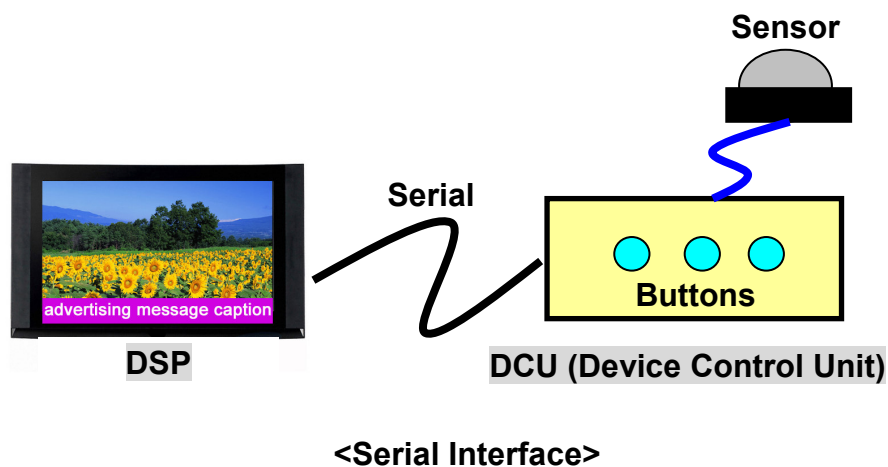 Sensor
Serial
Buttons
advertising message caption
DSP
DCU (Device Control Unit)
<Serial Interface>